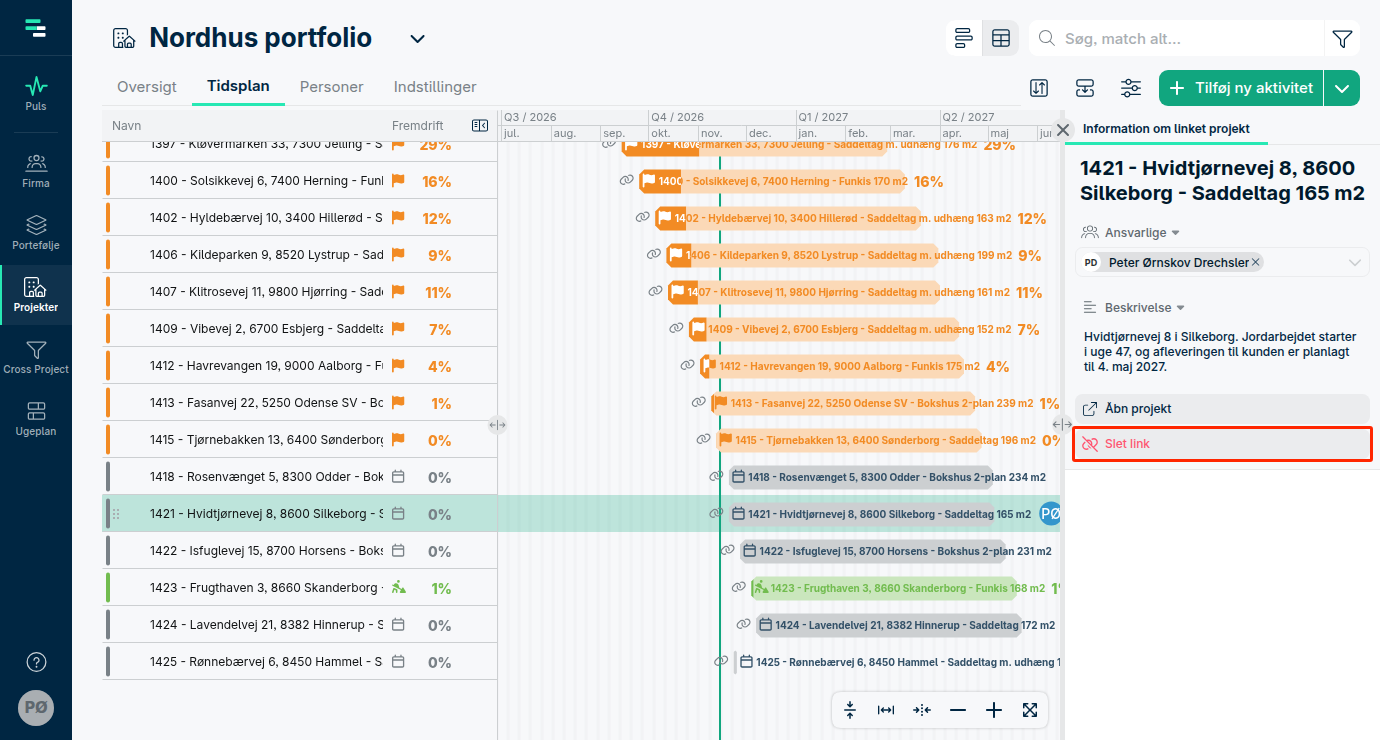 Nordhus portfolio
Søg, match alt...
Puls
Firma
Portefølje
Projekter
Cross Project
Ugeplan
PØ
Oversigt
Tidsplan
Personer
Indstillinger
Tilføj ny aktivitet
Navn
Fremdrift
Q3 / 2026
Q4 / 2026
Q1 / 2027
Q2 / 2027
jul.
aug.
sep.
okt.
nov.
dec.
jan.
feb.
mar.
apr.
maj
1397 - Kløvermarken 33, 7300 Jelling - S
29%
1397 - Kløvermarken 33, 7300 Jelling - Saddeltag m. udhæng 176 m2
29%
1400 - Solsikkevej 6, 7400 Herning - Funl
16%
1400 - Solsikkevej 6, 7400 Herning - Funkis 170 m2
16%
1402 - Hyldebærvej 10, 3400 Hillerød - S
12%
1402 - Hyldebærvej 10, 3400 Hillerød - Saddeltag m. udhæng 163 m2
12%
1406 - Kildeparken 9, 8520 Lystrup - Sad
9%
1406 - Kildeparken 9, 8520 Lystrup - Saddeltag m. udhæng 199 m2
9%
1407 - Klitrosevej 11, 9800 Hjørring - Sad
11%
1407 - Klitrosevej 11, 9800 Hjørring - Saddeltag m. udhæng 161 m2
11%
1409 - Vibevej 2, 6700 Esbjerg - Saddelta
7%
1409 - Vibevej 2, 6700 Esbjerg - Saddeltag m. udhæng 152 m2
7%
1412 - Havrevangen 19, 9000 Aalborg - F
4%
1412 - Havrevangen 19, 9000 Aalborg - Funkis 175 m2
4%
1413 - Fasanvej 22, 5250 Odense SV - Bo
1%
1413 - Fasanvej 22, 5250 Odense SV - Bokshus 2-plan 239 m2
1%
1415 - Tjørnebakken 13, 6400 Sønderborg
0%
1415 - Tjørnebakken 13, 6400 Sønderborg - Saddeltag 196 m2
0%
1418 - Rosenvænget 5, 8300 Odder - Bok
0%
1418 - Rosenvænget 5, 8300 Odder - Bokshus 2-plan 234 m2
1421 - Hvidtjørnevej 8, 8600 Silkeborg - S
0%
1421 - Hvidtjørnevej 8, 8600 Silkeborg - Saddeltag 165 m2
PØ
1422 - Isfuglevej 15, 8700 Horsens - Boks
0%
1422 - Isfuglevej 15, 8700 Horsens - Bokshus 2-plan 231 m2
1423 - Frugthaven 3, 8660 Skanderborg -
1%
1423 - Frugthaven 3, 8660 Skanderborg - Funkis 168 m2
1424 - Lavendelvej 21, 8382 Hinnerup - S
0%
1424 - Lavendelvej 21, 8382 Hinnerup - Saddeltag 172 m2
1425 - Rønnebærvej 6, 8450 Hammel - S
0%
1425 - Rønnebærvej 6, 8450 Hammel - Saddeltag m. udhæng 1
Information om linket projekt
1421 - Hvidtjørnevej 8, 8600
Silkeborg - Saddeltag 165 m2
Ansvarlige
PD
Peter Ørnskov Drechsler
Beskrivelse
Hvidtjørnevej 8 i Silkeborg. Jordarbejdet starter
i uge 47, og afleveringen til kunden er planlagt
til 4. maj 2027.
Åbn projekt
Slet link